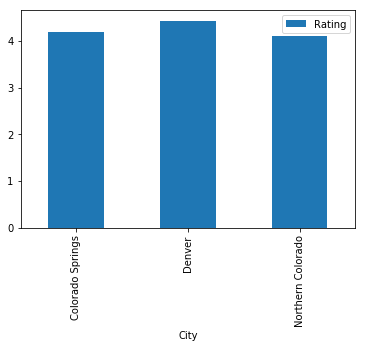 Rating
4
3
2
1
0
Colorado Springs
Denver
Northern Colorado
City